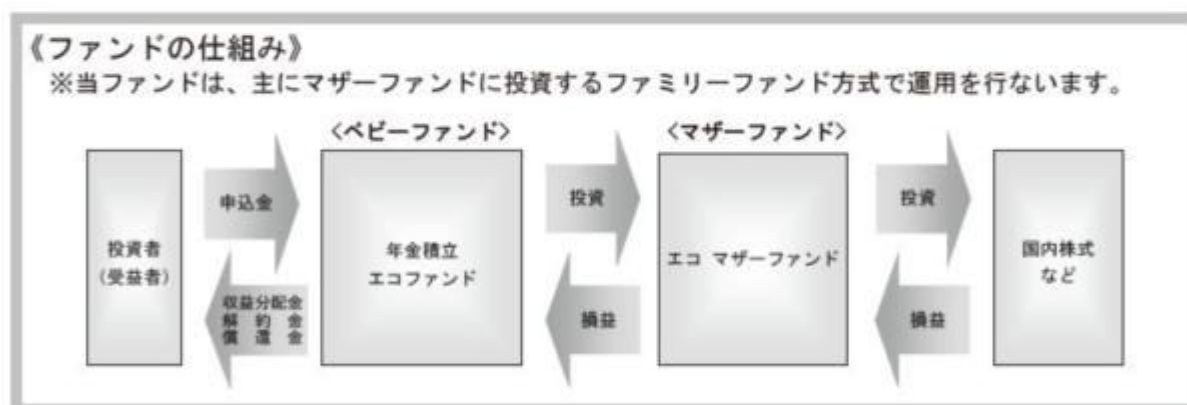 《ファンドの仕組み》
※当ファンドは、主にマザーファンドに投資するファミリーファンド方式で運用を行ないます。
〈ベビーファンド〉
〈マザーファンド〉
投資者
(受益者)
申込金
収益分配金
解約金
償還金
年金積立
エコファンド
投資
損益
エコ マザーファンド
投資
損益
国内株式
など